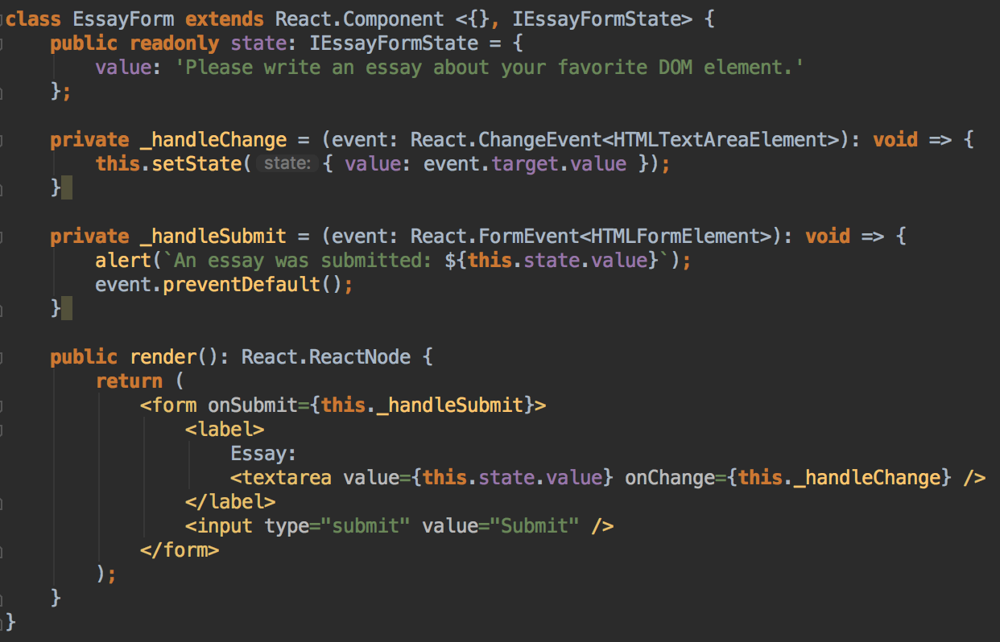 class EssayForm extends React.Component <{}, IEssayFormState> {
    public readonly state: IEssayFormState = {
        value: 'Please write an essay about your favorite DOM element.'
    };

    private _handleChange = (event: React.ChangeEvent<HTMLTextAreaElement>): void => {
        this.setState( state: { value: event.target.value });
    }

    private _handleSubmit = (event: React.FormEvent<HTMLFormElement>): void => {
        alert(`An essay was submitted: ${this.state.value}`);
        event.preventDefault();
    }

    public render(): React.ReactNode {
        return (
            <form onSubmit={this._handleSubmit}>
                <label>
                    Essay:
                    <textarea value={this.state.value} onChange={this._handleChange} />
                </label>
                <input type="submit" value="Submit" />
            </form>
        );
    }
}